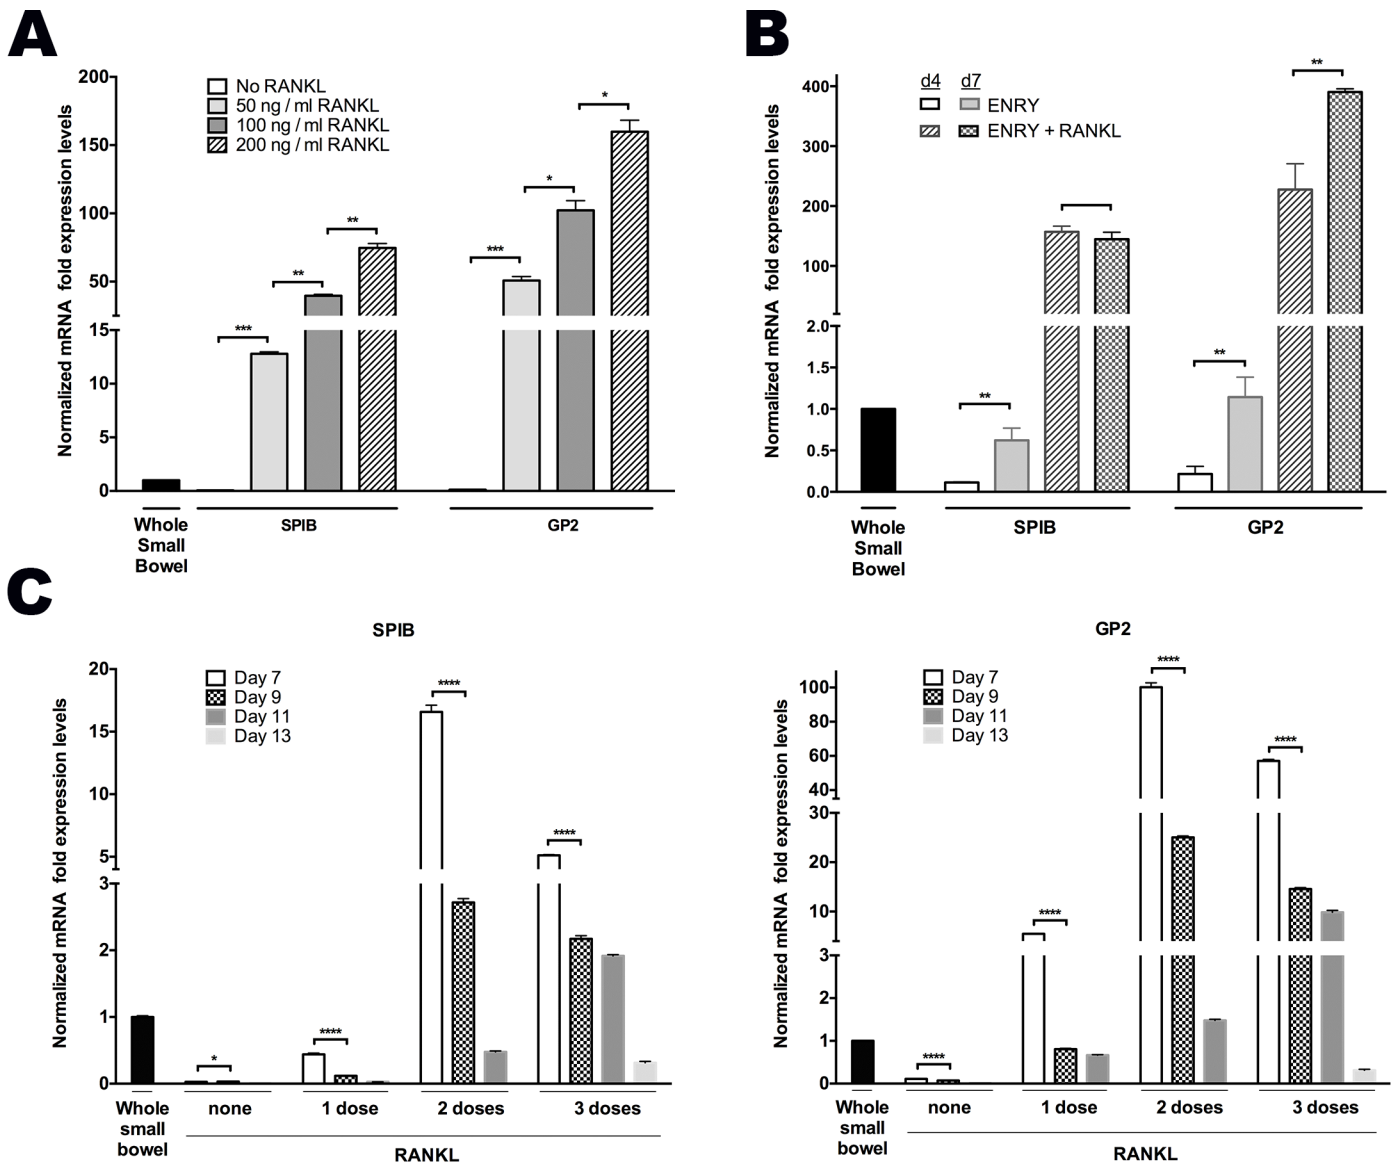 A
Normalized mRNA fold expression levels
200
150
100
50
15
10
5
0
No RANKL
50 ng / ml RANKL
100 ng / ml RANKL
200 ng / ml RANKL
***
**
**
***
*
*
Whole
Small
Bowel
SPIB
GP2
B
Normalized mRNA fold expression levels
400
300
200
100
2.0
1.5
1.0
0.5
0.0
d4 d7
ENRY
ENRY + RANKL
**
**
**
Whole
Small
Bowel
SPIB
GP2
C
SPIB
Normalized mRNA fold expression levels
20
15
10
5
3
2
1
0
Day 7
Day 9
Day 11
Day 13
*
****
****
****
Whole
small
bowel
none
1 dose
2 doses
3 doses
RANKL
GP2
Normalized mRNA fold expression levels
100
80
60
40
30
20
10
3
2
1
0
Day 7
Day 9
Day 11
Day 13
****
****
****
****
Whole
small
bowel
none
1 dose
2 doses
3 doses
RANKL